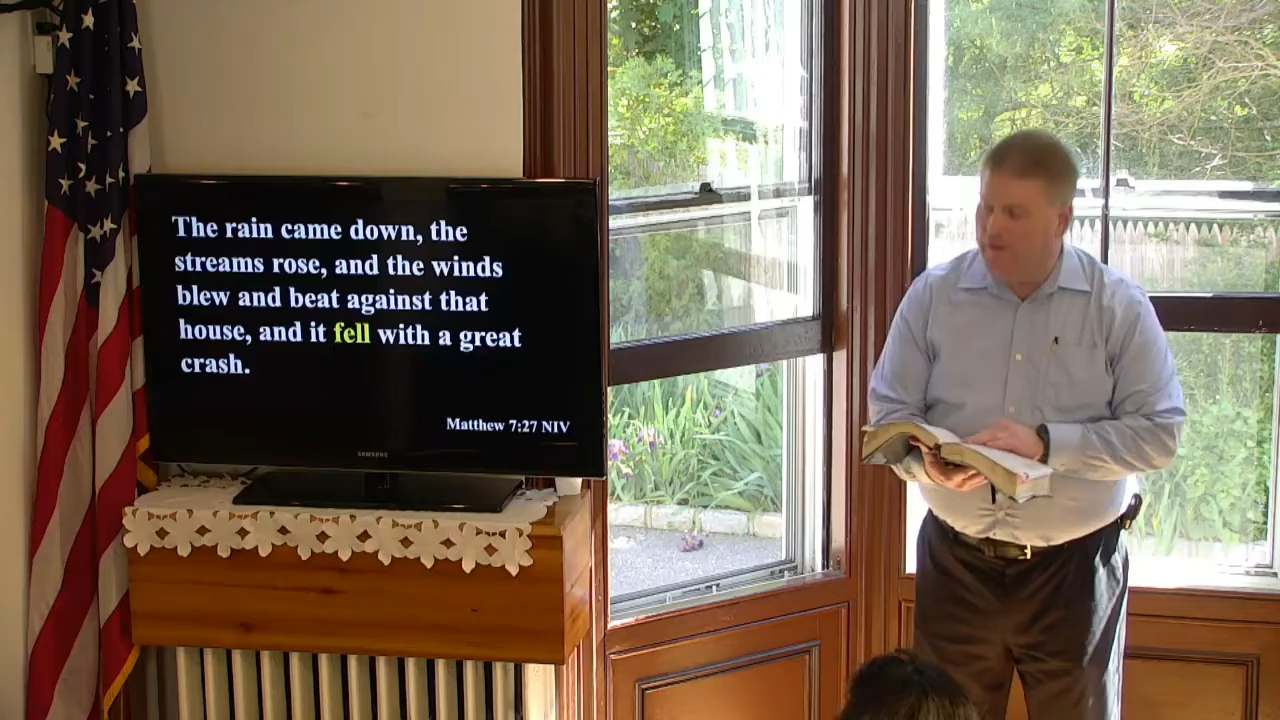 The rain came down, the
streams rose, and the winds
blew and beat against that
house, and it fell with a great
crash.
Matthew 7:27 NIV
SAMSUNG